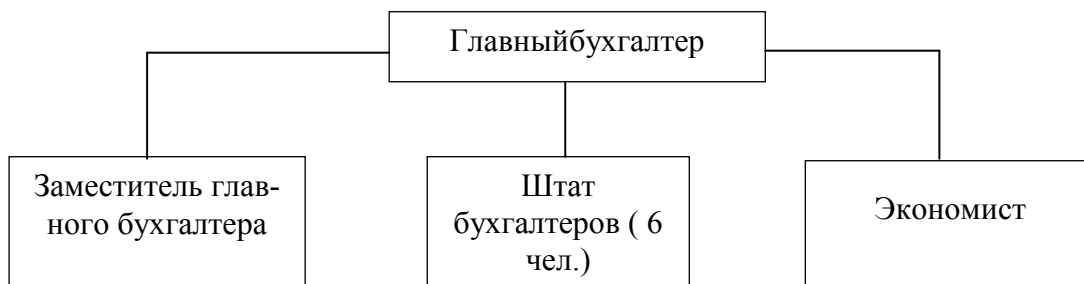 Главныйбухгалтер
Заместитель глав-
ного бухгалтера
Штат
бухгалтеров ( 6
чел.)
Экономист